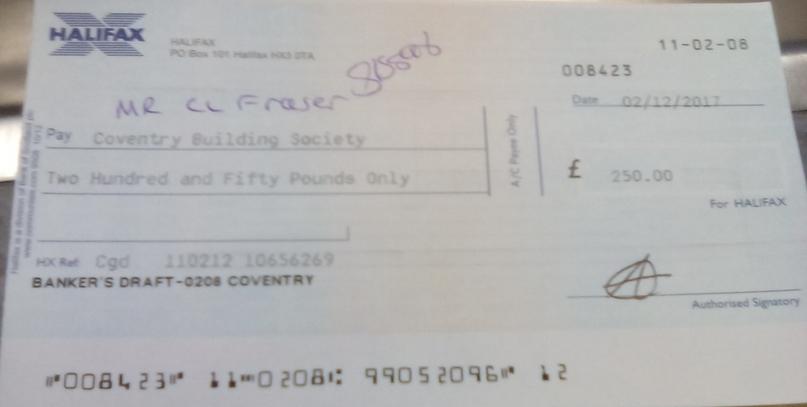 HALIFAX
HALIFAX
PO Box 101 Halifax HX3 0TA
11-02-08
008423
Date 02/12/2017
MR CL Fraser
Pay Coventry Building Society
Two Hundred and Fifty Pounds Only
A/C Payee Only
£ 250.00
For HALIFAX
HX Ref: Cgd 110212 10656269
BANKER'S DRAFT-0208 COVENTRY
Authorised Signatory
⑈008423⑈ 11⑉0208⑆ 99052096⑈ 12